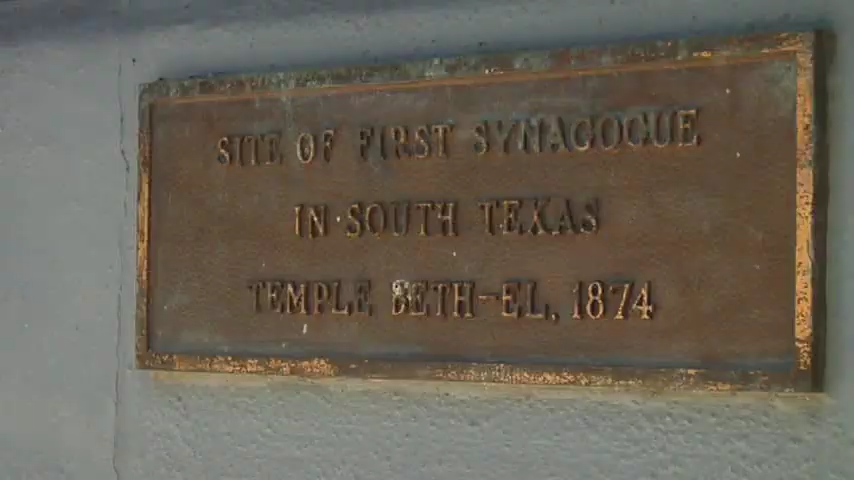 SITE OF FIRST SYNAGOGUE
IN SOUTH TEXAS
TEMPLE BETH-EL, 1874